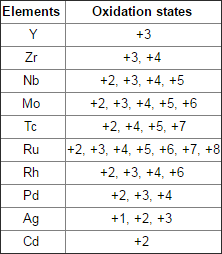 Elements Oxidation states
Y +3
Zr +3, +4
Nb +2, +3, +4, +5
Mo +2, +3, +4, +5, +6
Tc +2, +4, +5, +7
Ru +2, +3, +4, +5, +6, +7, +8
Rh +2, +3, +4, +6
Pd +2, +3, +4
Ag +1, +2, +3
Cd +2